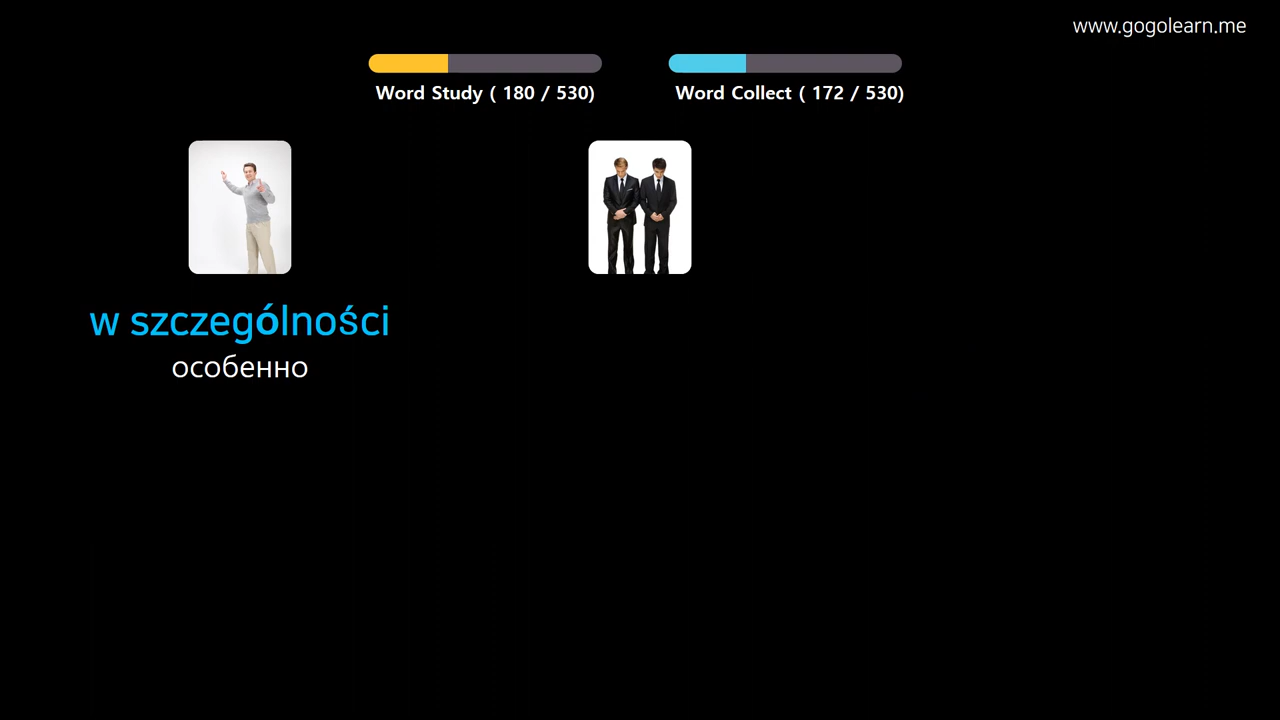 www.gogolearn.me
Word Study ( 180 / 530)
Word Collect ( 172 / 530)
w szczególności
особенно